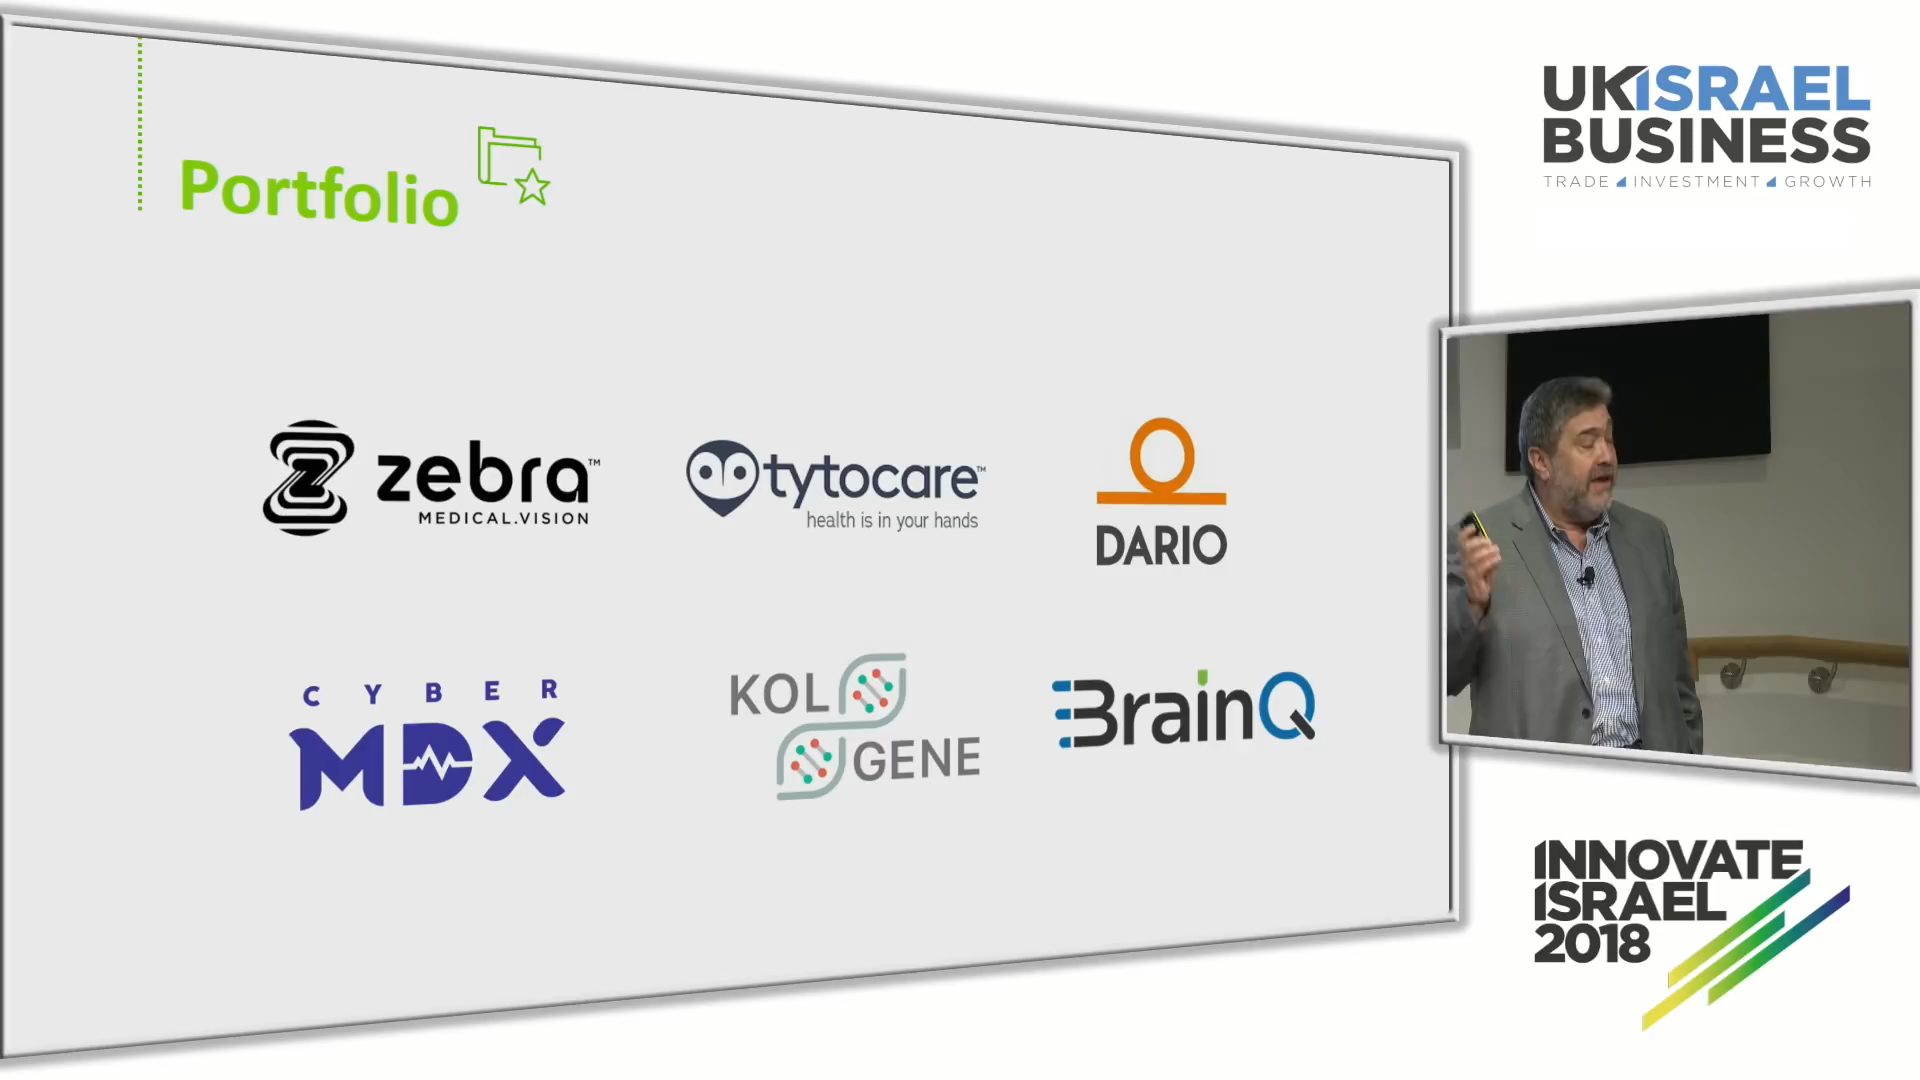 Portfolio
zebra™
MEDICAL.VISION
tytocare™
health is in your hands
DARIO
CYBER
MDX
KOL
GENE
BrainQ
UKISRAEL
BUSINESS
TRADE INVESTMENT GROWTH
INNOVATE
ISRAEL
2018